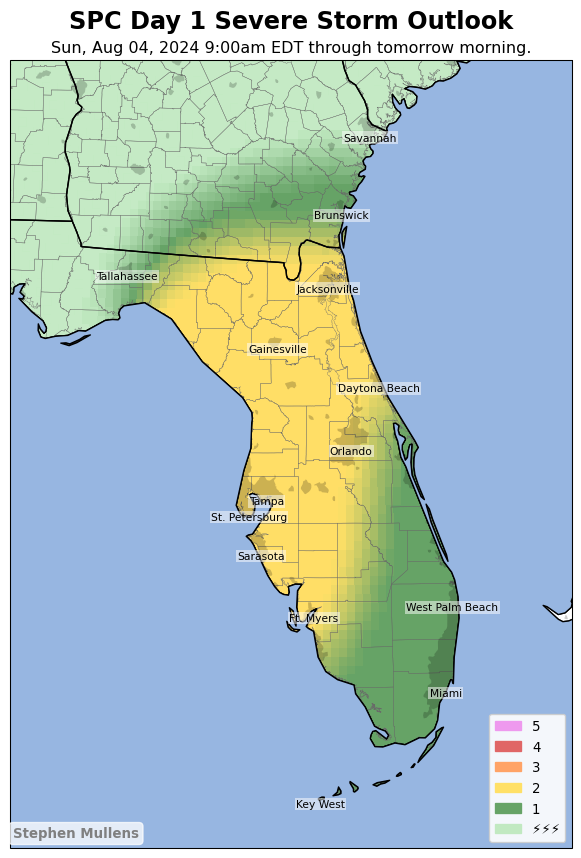 SPC Day 1 Severe Storm Outlook
Sun, Aug 04, 2024 9:00am EDT through tomorrow morning.
Savannah
Brunswick
Tallahassee
Jacksonville
Gainesville
Daytona Beach
Orlando
Tampa
St. Petersburg
Sarasota
West Palm Beach
Ft. Myers
Miami
5
4
3
2
1
⚡⚡⚡
Key West
Stephen Mullens